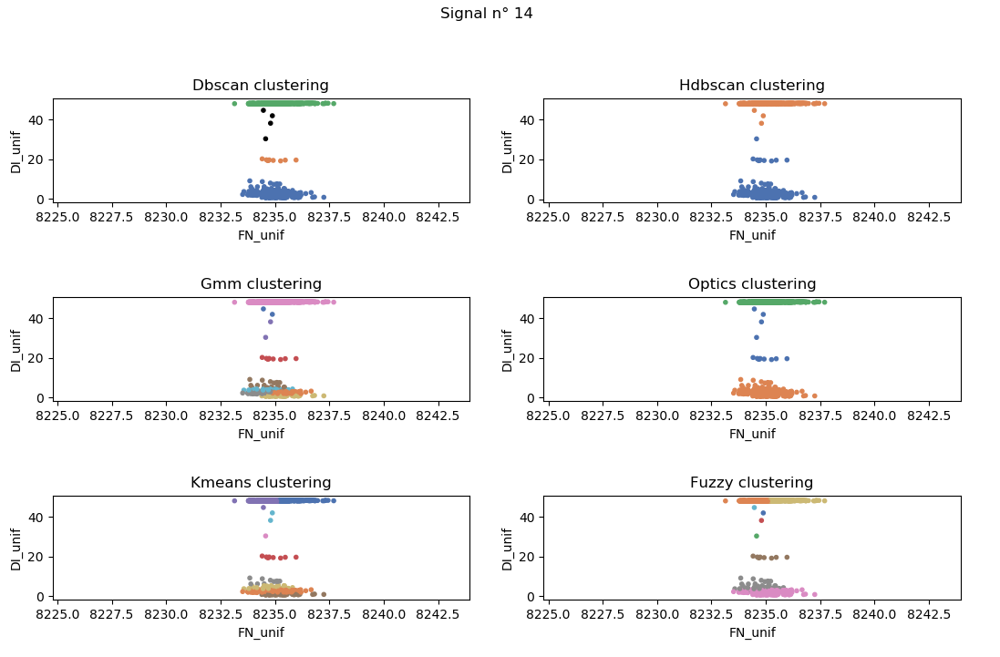 Signal n° 14
Dbscan clustering
Hdbscan clustering
DI_unif
40
20
0
8225.0 8227.5 8230.0 8232.5 8235.0 8237.5 8240.0 8242.5
FN_unif
DI_unif
40
20
0
8225.0 8227.5 8230.0 8232.5 8235.0 8237.5 8240.0 8242.5
FN_unif
Gmm clustering
Optics clustering
DI_unif
40
20
0
8225.0 8227.5 8230.0 8232.5 8235.0 8237.5 8240.0 8242.5
FN_unif
DI_unif
40
20
0
8225.0 8227.5 8230.0 8232.5 8235.0 8237.5 8240.0 8242.5
FN_unif
Kmeans clustering
Fuzzy clustering
DI_unif
40
20
0
8225.0 8227.5 8230.0 8232.5 8235.0 8237.5 8240.0 8242.5
FN_unif
DI_unif
40
20
0
8225.0 8227.5 8230.0 8232.5 8235.0 8237.5 8240.0 8242.5
FN_unif